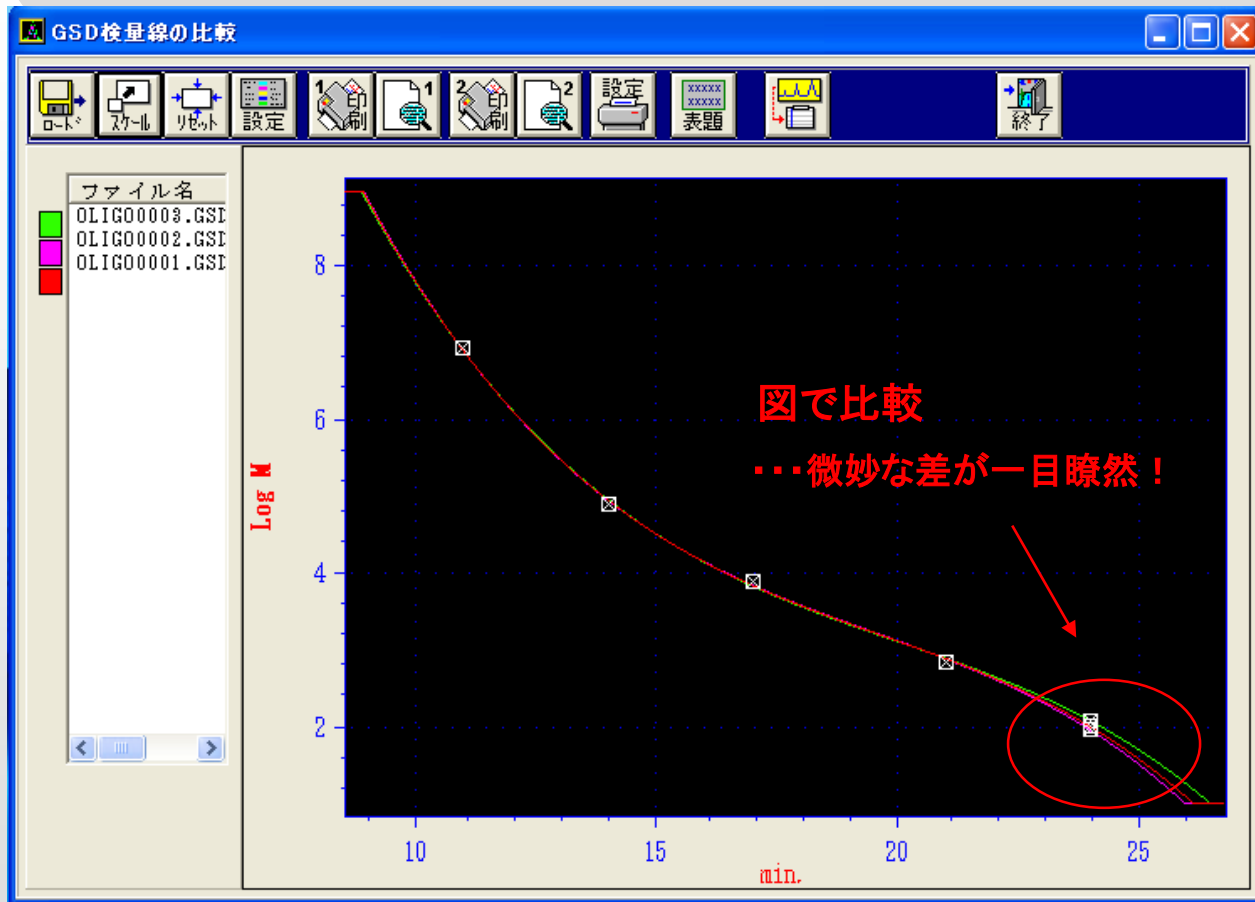 GSD検量線の比較
ロード
スケール
リセット
設定
1 印刷
1
2 印刷
2
設定
xxxxx
xxxxx
表題
終了
ファイル名
OLIGO0003.GSD
OLIGO0002.GSD
OLIGO0001.GSD
8
6
4
2
Log M
図で比較
・・・微妙な差が一目瞭然!
10
15
20
25
min.